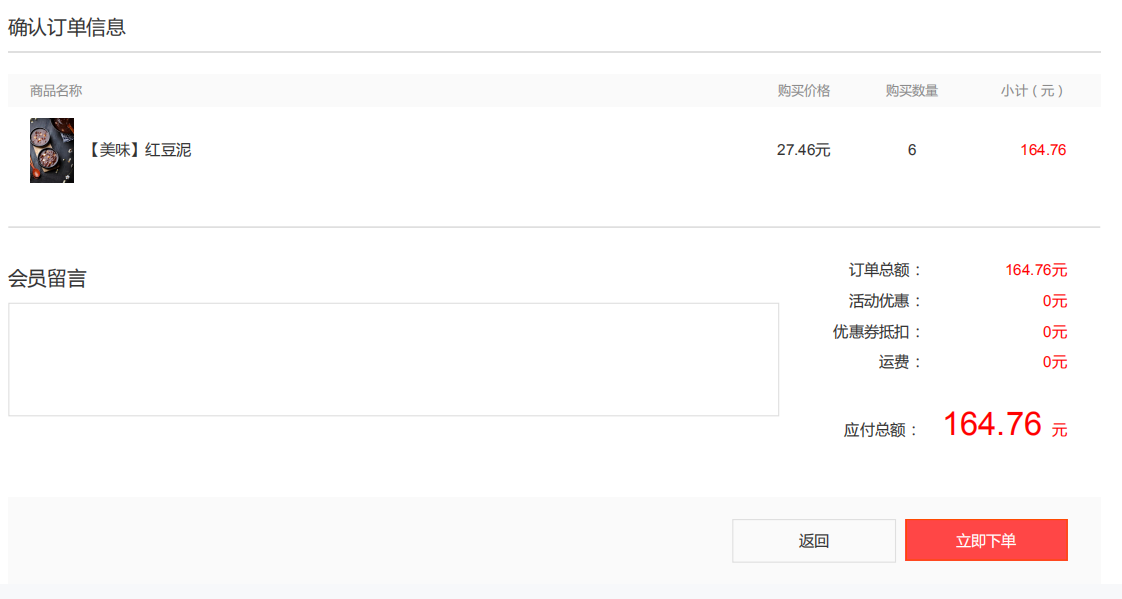 确认订单信息
商品名称 购买价格 购买数量 小计（元）
【美味】红豆泥 27.46元 6 164.76
会员留言
订单总额： 164.76元
活动优惠： 0元
优惠券抵扣： 0元
运费： 0元
应付总额： 164.76 元
返回 立即下单